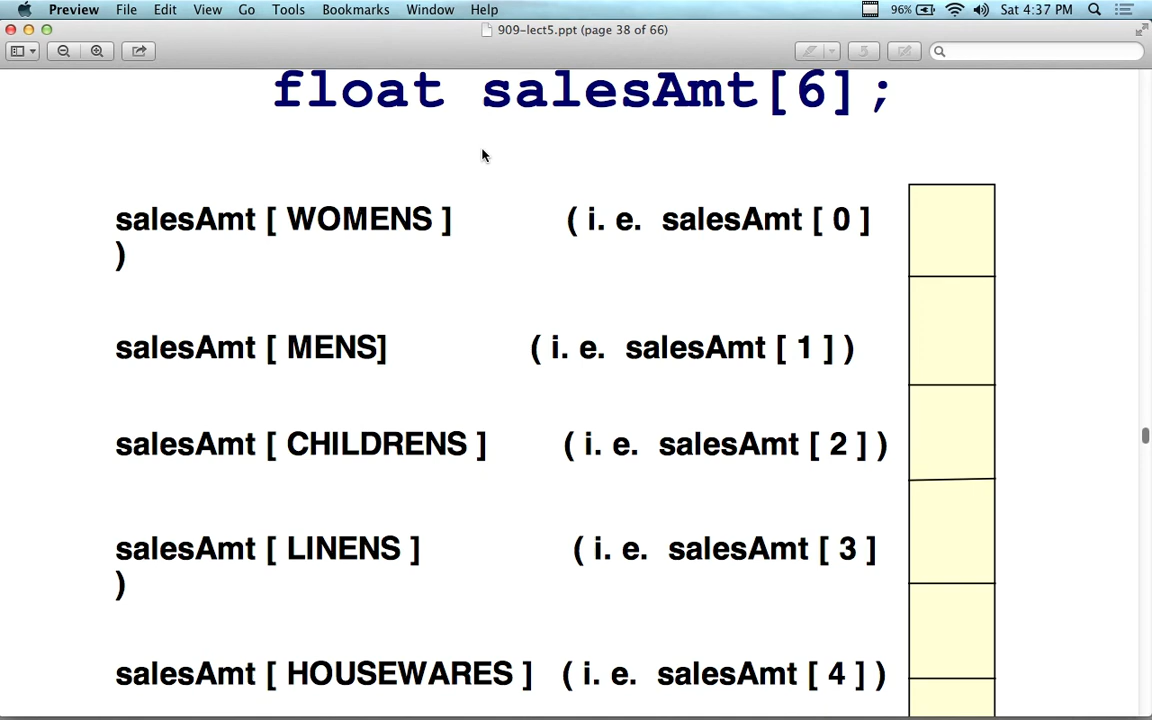 Preview File Edit View Go Tools Bookmarks Window Help 96% Sat 4:37 PM
909-lect5.ppt (page 38 of 66)
float salesAmt[6];
salesAmt [ WOMENS ] ( i. e. salesAmt [ 0 ]
)
salesAmt [ MENS] ( i. e. salesAmt [ 1 ] )
salesAmt [ CHILDRENS ] ( i. e. salesAmt [ 2 ] )
salesAmt [ LINENS ] ( i. e. salesAmt [ 3 ]
)
salesAmt [ HOUSEWARES ] ( i. e. salesAmt [ 4 ] )